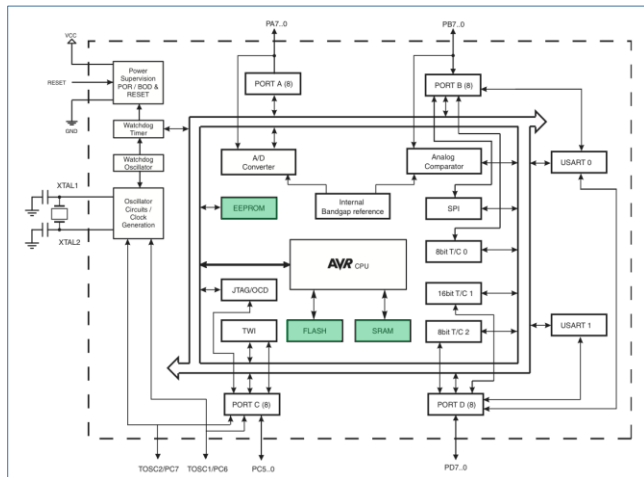 PA7..0
PB7..0
VCC
RESET
GND
Power
Supervision
POR / BOD &
RESET
PORT A (8)
PORT B (8)
Watchdog
Timer
Watchdog
Oscillator
A/D
Converter
Analog
Comparator
USART 0
XTAL1
XTAL2
Oscillator
Circuits /
Clock
Generation
EEPROM
Internal
Bandgap reference
SPI
AVR CPU
8bit T/C 0
JTAG/OCD
16bit T/C 1
TWI
FLASH
SRAM
8bit T/C 2
USART 1
PORT C (8)
PORT D (8)
TOSC2/PC7
TOSC1/PC6
PC5..0
PD7..0